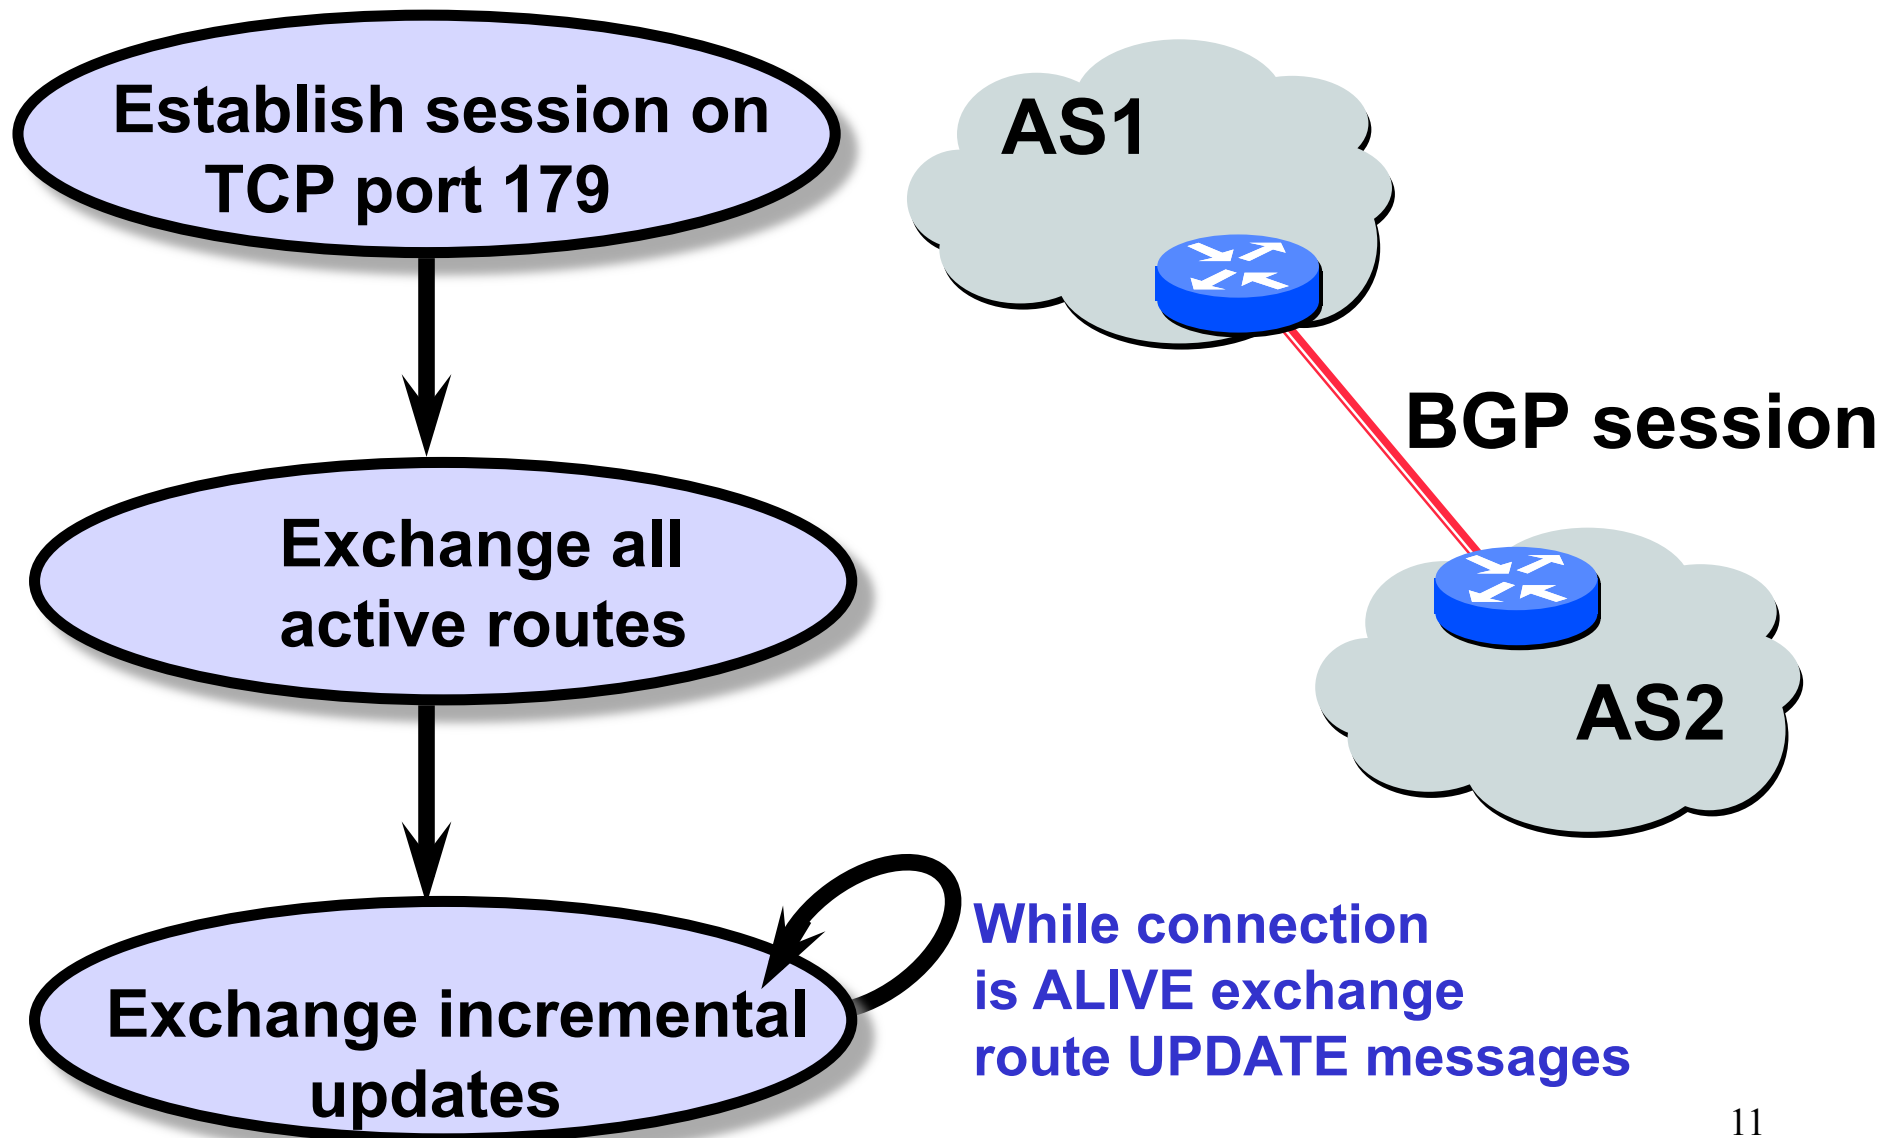 Establish session on
TCP port 179
Exchange all
active routes
Exchange incremental
updates
AS1
BGP session
AS2
While connection
is ALIVE exchange
route UPDATE messages
11